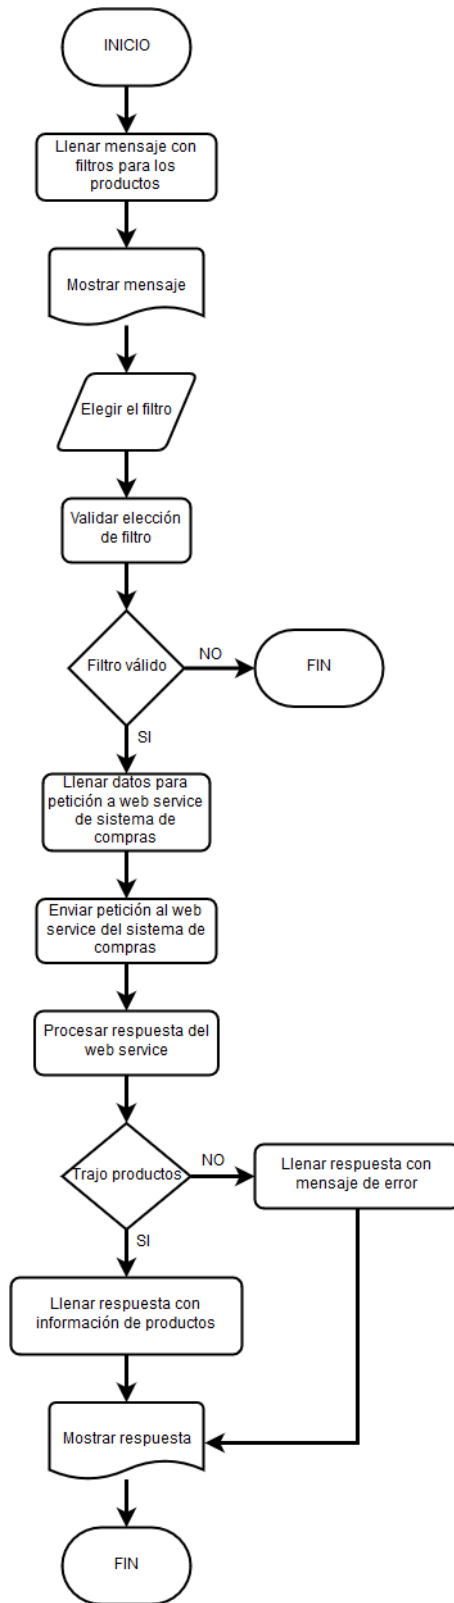 INICIO
Llenar mensaje con
filtros para los
productos
Mostrar mensaje
Elegir el filtro
Validar elección
de filtro
Filtro válido
NO
FIN
SI
Llenar datos para
petición a web service
de sistema de
compras
Enviar petición al web
service del sistema de
compras
Procesar respuesta del
web service
Trajo productos
NO
Llenar respuesta con
mensaje de error
SI
Llenar respuesta con
información de productos
Mostrar respuesta
FIN